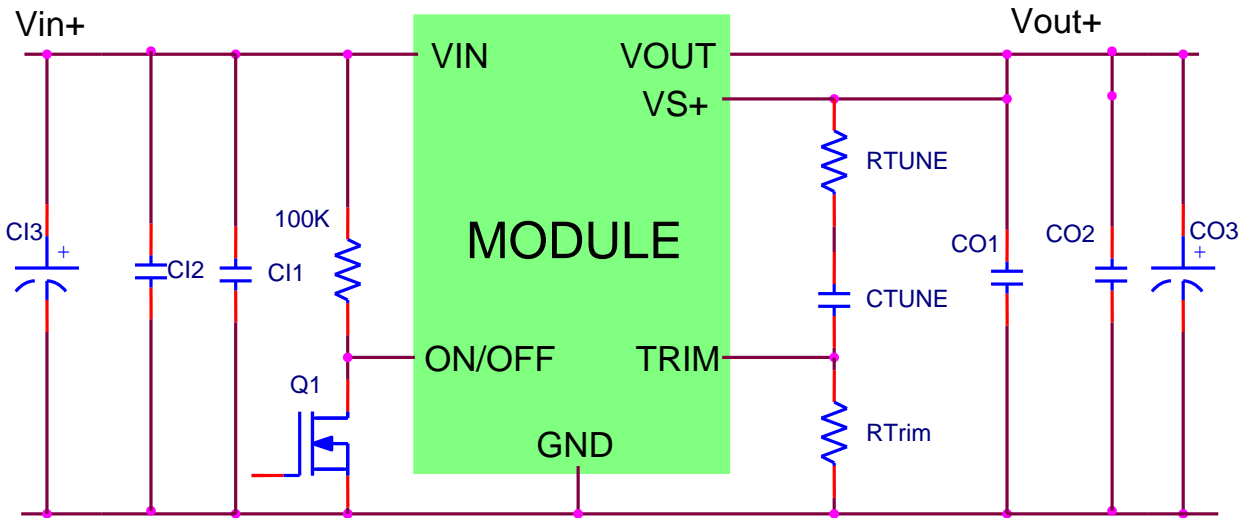 Vin+
Vout+
VIN
VOUT
VS+
RTUNE
CI3
+
CI2
CI1
100K
MODULE
CO1
CO2
CO3
+
CTUNE
ON/OFF
TRIM
Q1
RTrim
GND